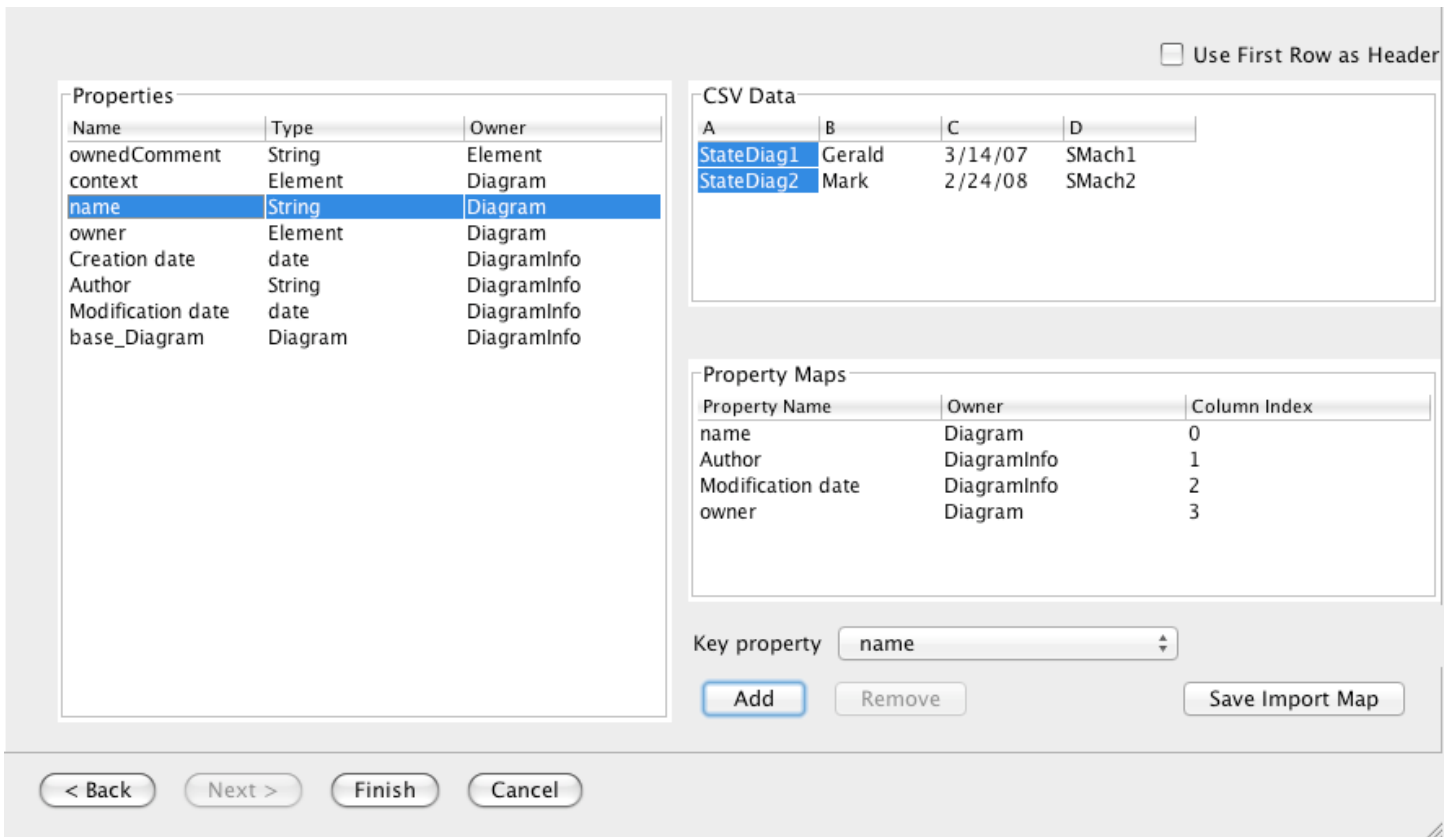 Use First Row as Header
Properties
Name Type Owner
ownedComment String Element
context Element Diagram
name String Diagram
owner Element Diagram
Creation date date DiagramInfo
Author String DiagramInfo
Modification date date DiagramInfo
base_Diagram Diagram DiagramInfo
CSV Data
A B C D
StateDiag1 Gerald 3/14/07 SMach1
StateDiag2 Mark 2/24/08 SMach2
Property Maps
Property Name Owner Column Index
name Diagram 0
Author DiagramInfo 1
Modification date DiagramInfo 2
owner Diagram 3
Key property name
Add Remove Save Import Map
< Back Next > Finish Cancel